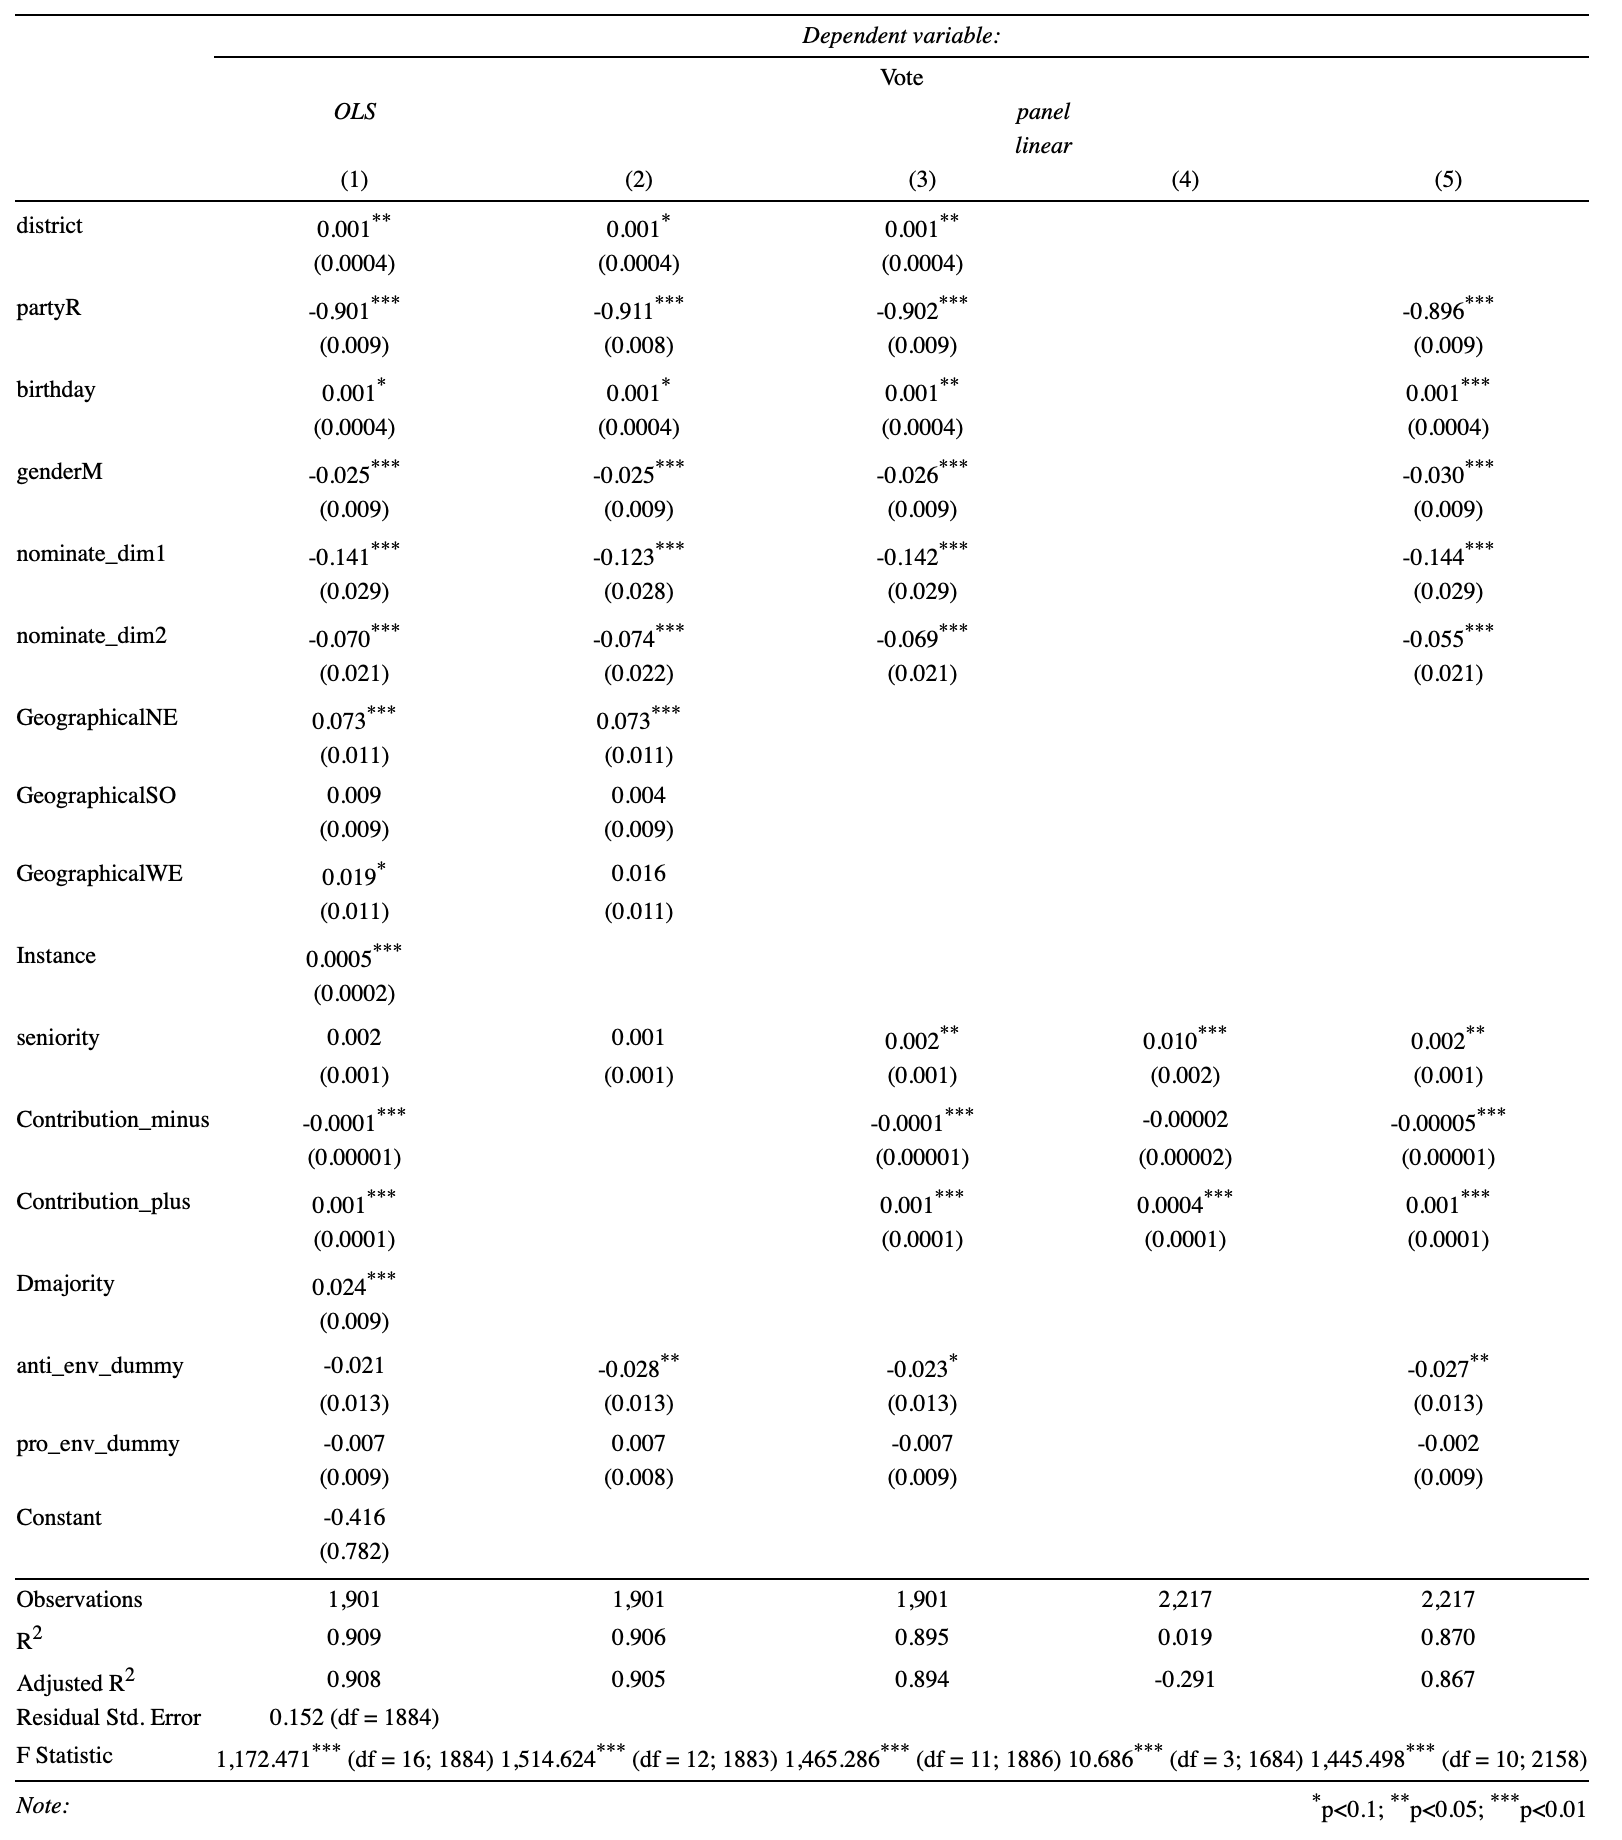 Dependent variable:
Vote
OLS panel
linear
(1) (2) (3) (4) (5)
district 0.001** 0.001* 0.001**
(0.0004) (0.0004) (0.0004)
partyR -0.901*** -0.911*** -0.902*** -0.896***
(0.009) (0.008) (0.009) (0.009)
birthday 0.001* 0.001* 0.001** 0.001***
(0.0004) (0.0004) (0.0004) (0.0004)
genderM -0.025*** -0.025*** -0.026*** -0.030***
(0.009) (0.009) (0.009) (0.009)
nominate_dim1 -0.141*** -0.123*** -0.142*** -0.144***
(0.029) (0.028) (0.029) (0.029)
nominate_dim2 -0.070*** -0.074*** -0.069*** -0.055***
(0.021) (0.022) (0.021) (0.021)
GeographicalNE 0.073*** 0.073***
(0.011) (0.011)
GeographicalSO 0.009 0.004
(0.009) (0.009)
GeographicalWE 0.019* 0.016
(0.011) (0.011)
Instance 0.0005***
(0.0002)
seniority 0.002 0.001 0.002** 0.010*** 0.002**
(0.001) (0.001) (0.001) (0.002) (0.001)
Contribution_minus -0.0001*** -0.0001*** -0.00002 -0.00005***
(0.00001) (0.00001) (0.00002) (0.00001)
Contribution_plus 0.001*** 0.001*** 0.0004*** 0.001***
(0.0001) (0.0001) (0.0001) (0.0001)
Dmajority 0.024***
(0.009)
anti_env_dummy -0.021 -0.028** -0.023* -0.027**
(0.013) (0.013) (0.013) (0.013)
pro_env_dummy -0.007 0.007 -0.007 -0.002
(0.009) (0.008) (0.009) (0.009)
Constant -0.416
(0.782)
Observations 1,901 1,901 1,901 2,217 2,217
R2 0.909 0.906 0.895 0.019 0.870
Adjusted R2 0.908 0.905 0.894 -0.291 0.867
Residual Std. Error 0.152 (df = 1884)
F Statistic 1,172.471*** (df = 16; 1884) 1,514.624*** (df = 12; 1883) 1,465.286*** (df = 11; 1886) 10.686*** (df = 3; 1684) 1,445.498*** (df = 10; 2158)
Note: *p<0.1; **p<0.05; ***p<0.01